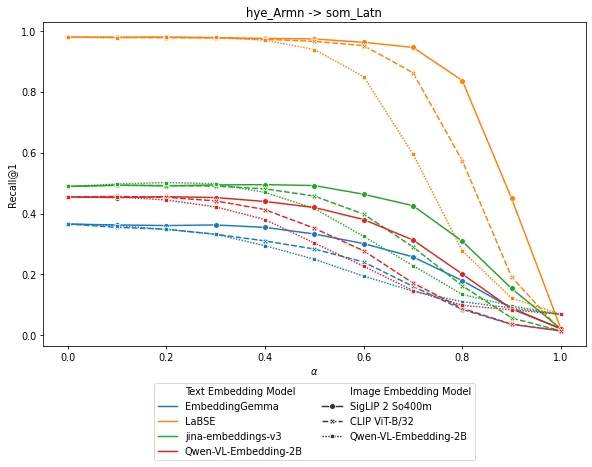 hye_Armn -> som_Latn
Recall@1
1.0
0.8
0.6
0.4
0.2
0.0
0.0 0.2 0.4 0.6 0.8 1.0
α
Text Embedding Model
EmbeddingGemma
LaBSE
jina-embeddings-v3
Qwen-VL-Embedding-2B
Image Embedding Model
SigLIP 2 So400m
CLIP ViT-B/32
Qwen-VL-Embedding-2B